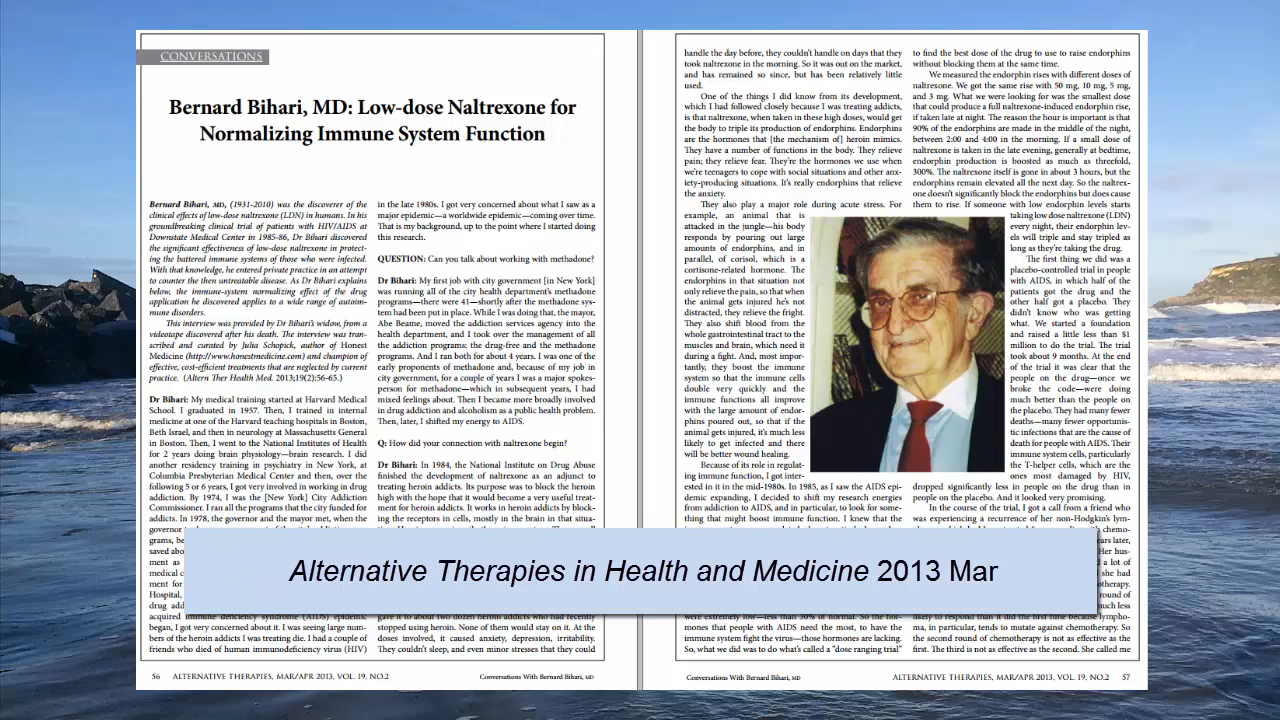 CONVERSATIONS
Bernard Bihari, MD: Low-dose Naltrexone for
Normalizing Immune System Function
Bernard Bihari, MD, (1931-2010) was the discoverer of the
clinical effects of low-dose naltrexone (LDN) in humans. In his
groundbreaking clinical trial of patients with HIV/AIDS at
Downstate Medical Center in 1985-86, Dr Bihari discovered
the significant effectiveness of low-dose naltrexone in protect-
ing the battered immune systems of those who were infected.
With that knowledge, he entered private practice in an attempt
to counter the then untreatable disease. As Dr Bihari explains
below, the immune-system normalizing effect of the drug
application he discovered applies to a wide range of autoim-
mune disorders.
This interview was provided by Dr Bihari's widow, from a
videotape discovered after his death. The interview was tran-
scribed and curated by Julia Schopick, author of Honest
Medicine (http://www.honestmedicine.com) and champion of
effective, cost-efficient treatments that are neglected by current
practice. (Altern Ther Health Med. 2013;19(2):56-65.)
Dr Bihari: My medical training started at Harvard Medical
School. I graduated in 1957. Then, I trained in internal
medicine at one of the Harvard teaching hospitals in Boston,
Beth Israel, and then in neurology at Massachusetts General
in Boston. Then, I went to the National Institutes of Health
for 2 years doing brain physiology—brain research. I did
another residency training in psychiatry in New York, at
Columbia Presbyterian Medical Center and then, over the
following 5 or 6 years, I got very involved in working in drug
addiction. By 1974, I was the [New York] City Addiction
Commissioner. I ran all the programs that the city funded for
addicts. In 1978, the governor and the mayor met, when the
governor
grams, be
saved abo
ment as
medical c
ment for
Hospital,
drug add
acquired immune deficiency syndrome (AIDS) epidemic
began, I got very concerned about it. I was seeing large num-
bers of the heroin addicts I was treating die. I had a couple of
friends who died of human immunodeficiency virus (HIV)
in the late 1980s. I got very concerned about what I saw as a
major epidemic—a worldwide epidemic—coming over time.
That is my background, up to the point where I started doing
this research.
QUESTION: Can you talk about working with methadone?
Dr Bihari: My first job with city government [in New York]
was running all of the city health department's methadone
programs—there were 41—shortly after the methadone sys-
tem had been put in place. While I was doing that, the mayor,
Abe Beame, moved the addiction services agency into the
health department, and I took over the management of all
the addiction programs: the drug-free and the methadone
programs. And I ran both for about 4 years. I was one of the
early proponents of methadone and, because of my job in
city government, for a couple of years I was a major spokes-
person for methadone—which in subsequent years, I had
mixed feelings about. Then I became more broadly involved
in drug addiction and alcoholism as a public health problem.
Then, later, I shifted my energy to AIDS.
Q: How did your connection with naltrexone begin?
Dr Bihari: In 1984, the National Institute on Drug Abuse
finished the development of naltrexone as an adjunct to
treating heroin addicts. Its purpose was to block the heroin
high with the hope that it would become a very useful treat-
ment for heroin addicts. It works in heroin addicts by block-
ing the receptors in cells, mostly in the brain in that situa-
gave it to about two dozen heroin addicts who had recently
stopped using heroin. None of them would stay on it. At the
doses involved, it caused anxiety, depression, irritability.
They couldn't sleep, and even minor stresses that they could
56 ALTERNATIVE THERAPIES, MAR/APR 2013, VOL. 19, NO.2
Conversations With Bernard Bihari, MD
handle the day before, they couldn't handle on days that they
took naltrexone in the morning. So it was out on the market,
and has remained so since, but has been relatively little
used.
One of the things I did know from its development,
which I had followed closely because I was treating addicts,
is that naltrexone, when taken in these high doses, would get
the body to triple its production of endorphins. Endorphins
are the hormones that [the mechanism of] heroin mimics.
They have a number of functions in the body. They relieve
pain; they relieve fear. They're the hormones we use when
we're teenagers to cope with social situations and other anx-
iety-producing situations. It's really endorphins that relieve
the anxiety.
They also play a major role during acute stress. For
example, an animal that is
attacked in the jungle—his body
responds by pouring out large
amounts of endorphins, and in
parallel, of corisol, which is a
cortisone-related hormone. The
endorphins in that situation not
only relieve the pain, so that when
the animal gets injured he's not
distracted, they relieve the fright.
They also shift blood from the
whole gastrointestinal tract to the
muscles and brain, which need it
during a fight. And, most impor-
tantly, they boost the immune
system so that the immune cells
double very quickly and the
immune functions all improve
with the large amount of endor-
phins poured out, so that if the
animal gets injured, it's much less
likely to get infected and there
will be better wound healing.
Because of its role in regulat-
ing immune function, I got inter-
ested in it in the mid-1980s. In 1985, as I saw the AIDS epi-
demic expanding, I decided to shift my research energies
from addiction to AIDS, and in particular, to look for some-
thing that might boost immune function. I knew that the
were extremely low—less than 30% of normal. So the hor-
mones that people with AIDS need the most, to have the
immune system fight the virus—those hormones are lacking.
So, what we did was to do what's called a "dose ranging trial"
to find the best dose of the drug to use to raise endorphins
without blocking them at the same time.
We measured the endorphin rises with different doses of
naltrexone. We got the same rise with 50 mg, 10 mg, 5 mg,
and 3 mg. What we were looking for was the smallest dose
that could produce a full naltrexone-induced endorphin rise,
if taken late at night. The reason the hour is important is that
90% of the endorphins are made in the middle of the night,
between 2:00 and 4:00 in the morning. If a small dose of
naltrexone is taken in the late evening, generally at bedtime,
endorphin production is boosted as much as threefold,
300%. The naltrexone itself is gone in about 3 hours, but the
endorphins remain elevated all the next day. So the naltrex-
one doesn't significantly block the endorphins but does cause
them to rise. If someone with low endorphin levels starts
taking low dose naltrexone (LDN)
every night, their endorphin lev-
els will triple and stay tripled as
long as they're taking the drug.
The first thing we did was a
placebo-controlled trial in people
with AIDS, in which half of the
patients got the drug and the
other half got a placebo. They
didn't know who was getting
what. We started a foundation
and raised a little less than $1
million to do the trial. The trial
took about 9 months. At the end
of the trial it was clear that the
people on the drug—once we
broke the code—were doing
much better than the people on
the placebo. They had many fewer
deaths—many fewer opportunis-
tic infections that are the cause of
death for people with AIDS. Their
immune system cells, particularly
the T-helper cells, which are the
ones most damaged by HIV,
dropped significantly less in people on the drug than in
people on the placebo. And it looked very promising.
In the course of the trial, I got a call from a friend who
was experiencing a recurrence of her non-Hodgkin's lym-
chemo-
ears later,
Her hus-
d a lot of
she had
otherapy.
round of
much less
likely to respond than it did the first time because lympho-
ma, in particular, tends to mutate against chemotherapy. So
the second round of chemotherapy is not as effective as the
first. The third is not as effective as the second. She called me
Conversations With Bernard Bihari, MD
ALTERNATIVE THERAPIES, MAR/APR 2013, VOL. 19, NO.2 57
Alternative Therapies in Health and Medicine 2013 Mar